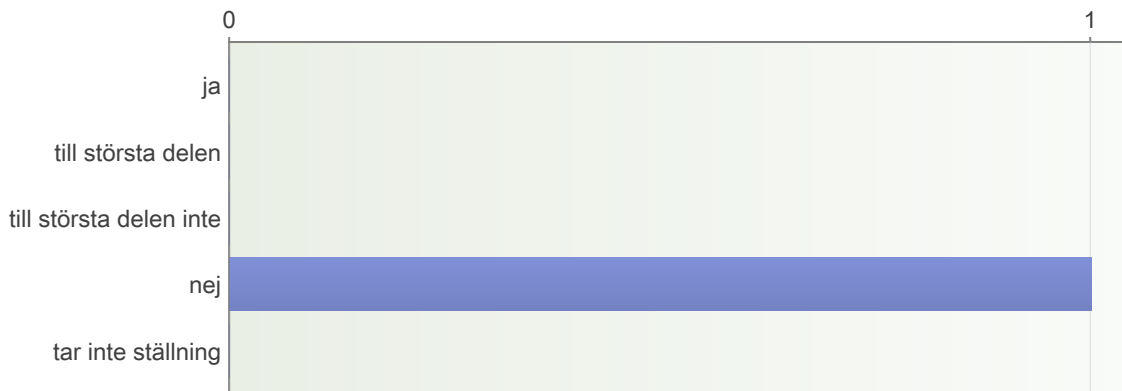 0 1
ja
till största delen
till största delen inte
nej
tar inte ställning